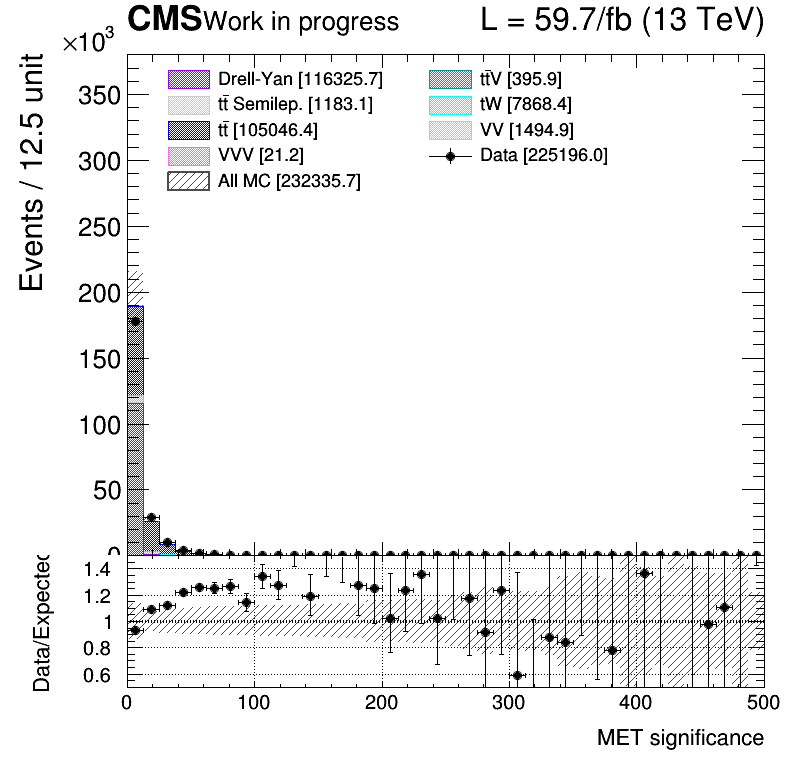 CMS Work in progress L = 59.7/fb (13 TeV)
×10³
Events / 12.5 unit
Drell-Yan [116325.7]
tt̄ Semilep. [1183.1]
tt̄ [105046.4]
VVV [21.2]
All MC [232335.7]
tt̄V [395.9]
tW [7868.4]
VV [1494.9]
Data [225196.0]
350
300
250
200
150
100
50
0
Data/Expected
1.4
1.2
1
0.8
0.6
0 100 200 300 400 500
MET significance